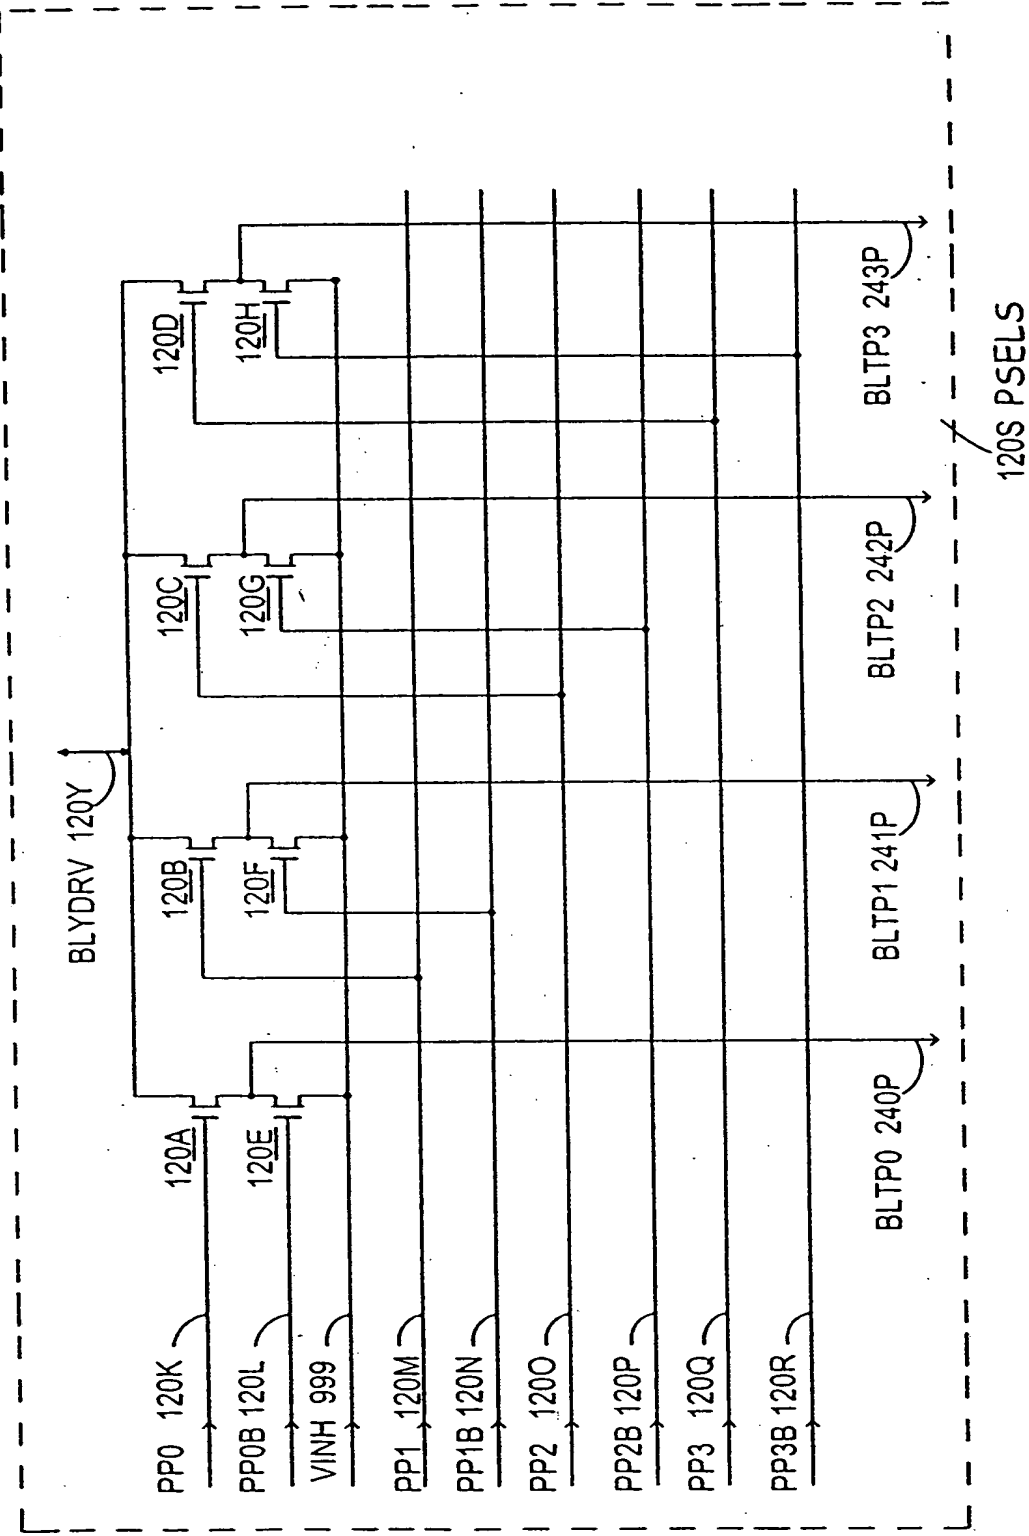 BLYDRV 120Y
120A
120B
120C
120D
120E
120F
120G
120H
PP0 120K
PP0B 120L
VINH 999
PP1 120M
PP1B 120N
PP2 120O
PP2B 120P
PP3 120Q
PP3B 120R
BLTP0 240P
BLTP1 241P
BLTP2 242P
BLTP3 243P
120S PSELS